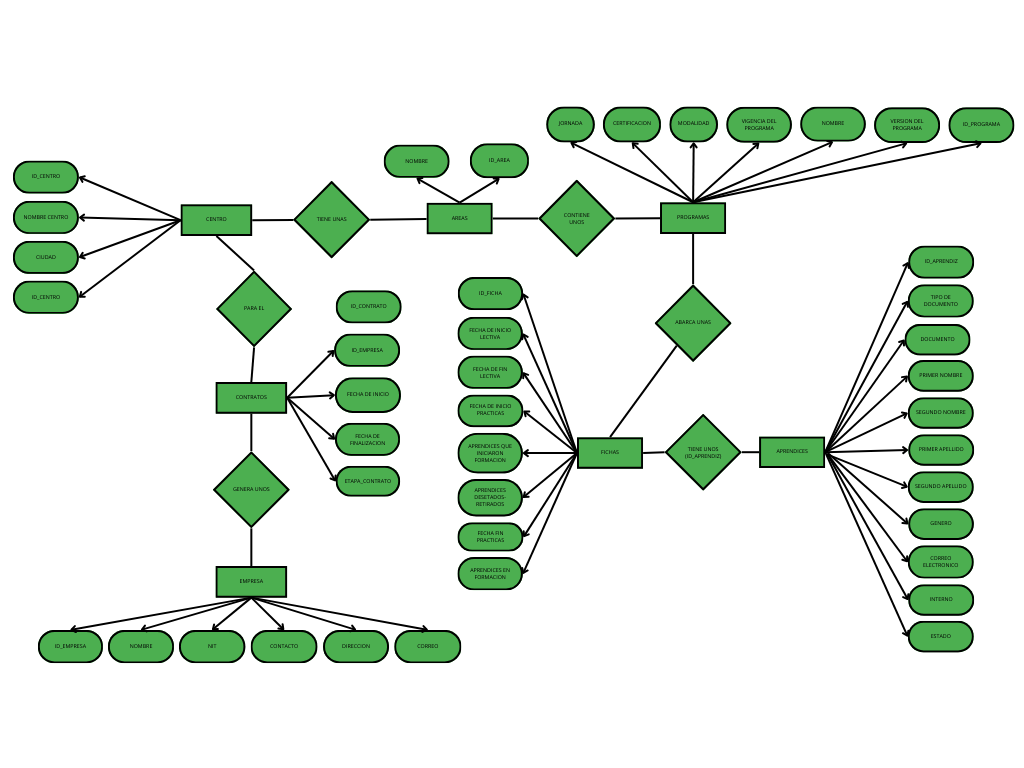 JORNADA
CERTIFICACION
MODALIDAD
VIGENCIA DEL
PROGRAMA
NOMBRE
VERSION DEL
PROGRAMA
ID_PROGRAMA
NOMBRE
ID_AREA
ID_CENTRO
NOMBRE CENTRO
CIUDAD
ID_CENTRO
CENTRO
TIENE UNAS
AREAS
CONTIENE
UNOS
PROGRAMAS
PARA EL
ID_CONTRATO
ID_EMPRESA
FECHA DE INICIO
FECHA DE
FINALIZACION
ETAPA_CONTRATO
CONTRATOS
GENERA UNOS
EMPRESA
ID_EMPRESA
NOMBRE
NIT
CONTACTO
DIRECCION
CORREO
ABARCA UNAS
ID_FICHA
FECHA DE INICIO
LECTIVA
FECHA DE FIN
LECTIVA
FECHA DE INICIO
PRACTICAS
APRENDICES QUE
INICIARON
FORMACION
APRENDICES
DESETADOS-
RETIRADOS
FECHA FIN
PRACTICAS
APRENDICES EN
FORMACION
FICHAS
TIENE UNOS
(ID_APRENDIZ)
APRENDICES
ID_APRENDIZ
TIPO DE
DOCUMENTO
DOCUMENTO
PRIMER NOMBRE
SEGUNDO NOMBRE
PRIMER APELLIDO
SEGUNDO APELLIDO
GENERO
CORREO
ELECTRONICO
INTERNO
ESTADO